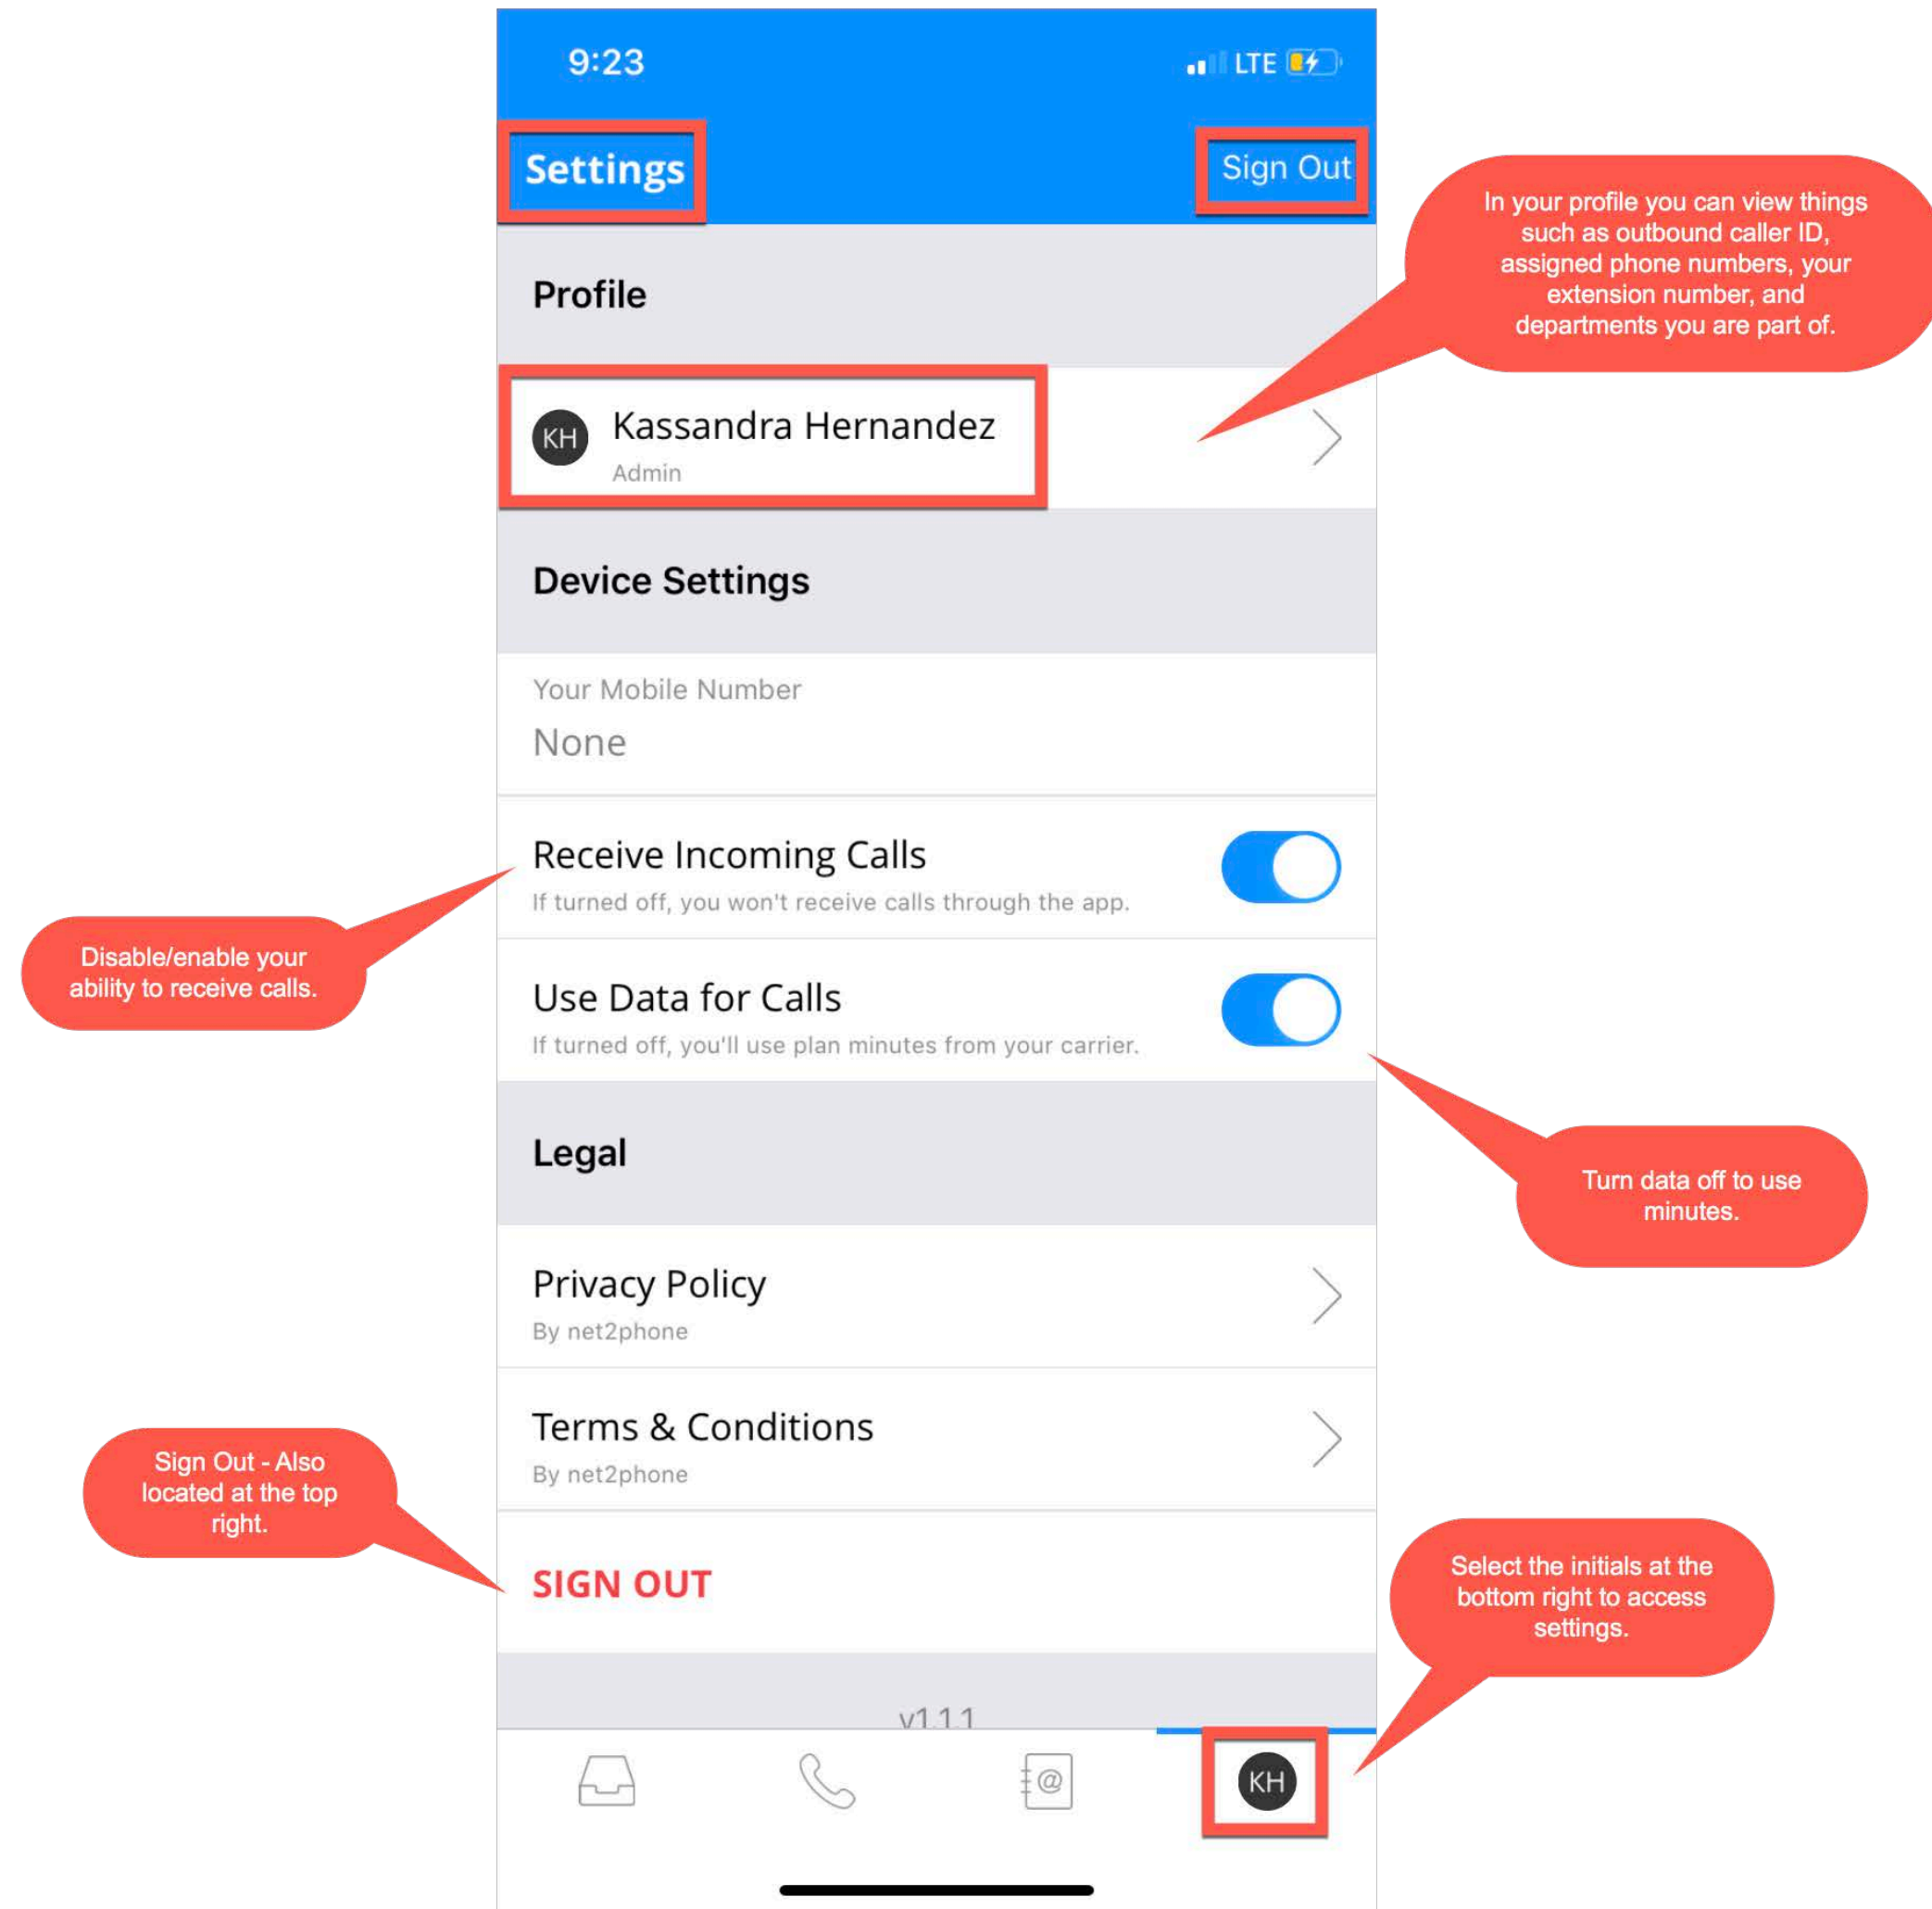 9:23
LTE
Settings
Sign Out
In your profile you can view things
such as outbound caller ID,
assigned phone numbers, your
extension number, and
departments you are part of.
Profile
KH
Kassandra Hernandez
Admin
Device Settings
Your Mobile Number
None
Receive Incoming Calls
If turned off, you won't receive calls through the app.
Disable/enable your
ability to receive calls.
Use Data for Calls
If turned off, you'll use plan minutes from your carrier.
Turn data off to use
minutes.
Legal
Privacy Policy
By net2phone
Terms & Conditions
By net2phone
Sign Out - Also
located at the top
right.
SIGN OUT
Select the initials at the
bottom right to access
settings.
v1.1.1
@
KH